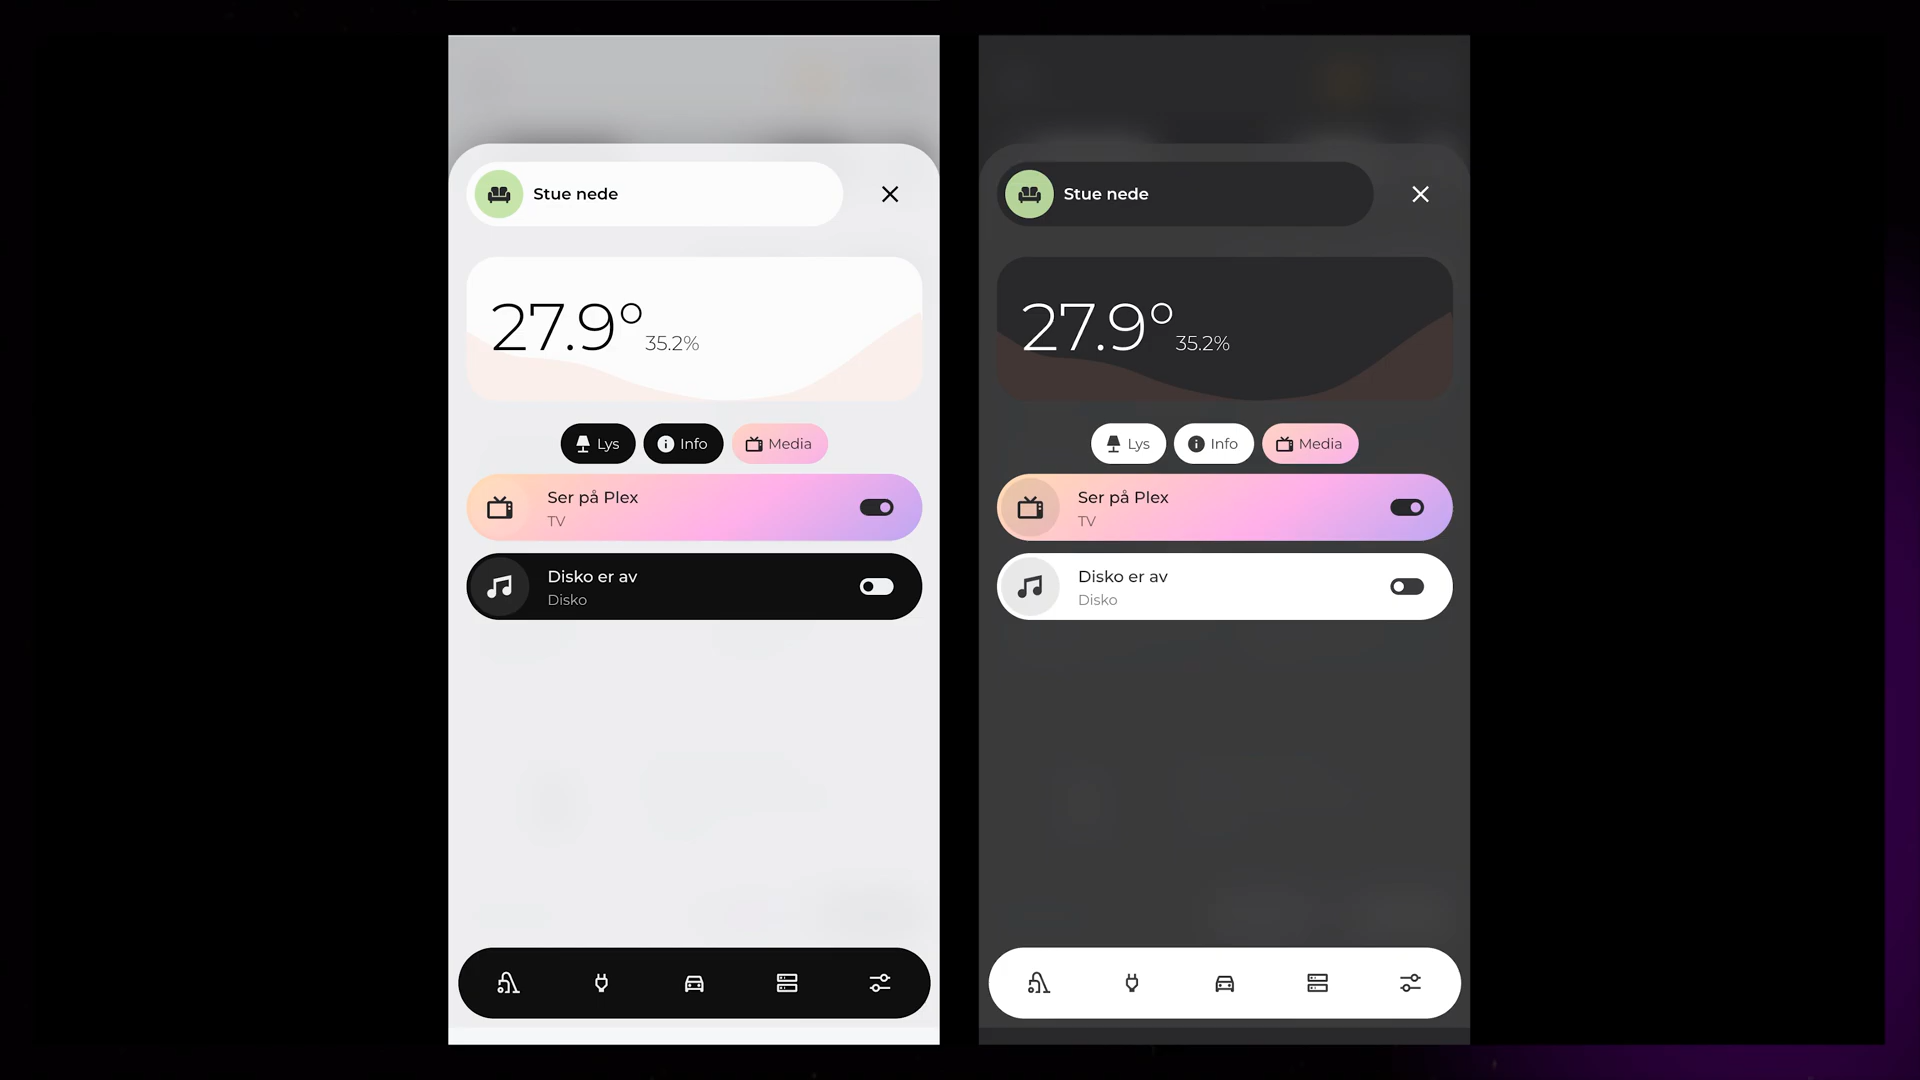 Stue nede
27.9°
35.2%
Lys
Info
Media
Ser på Plex
TV
Disko er av
Disko
Stue nede
27.9°
35.2%
Lys
Info
Media
Ser på Plex
TV
Disko er av
Disko